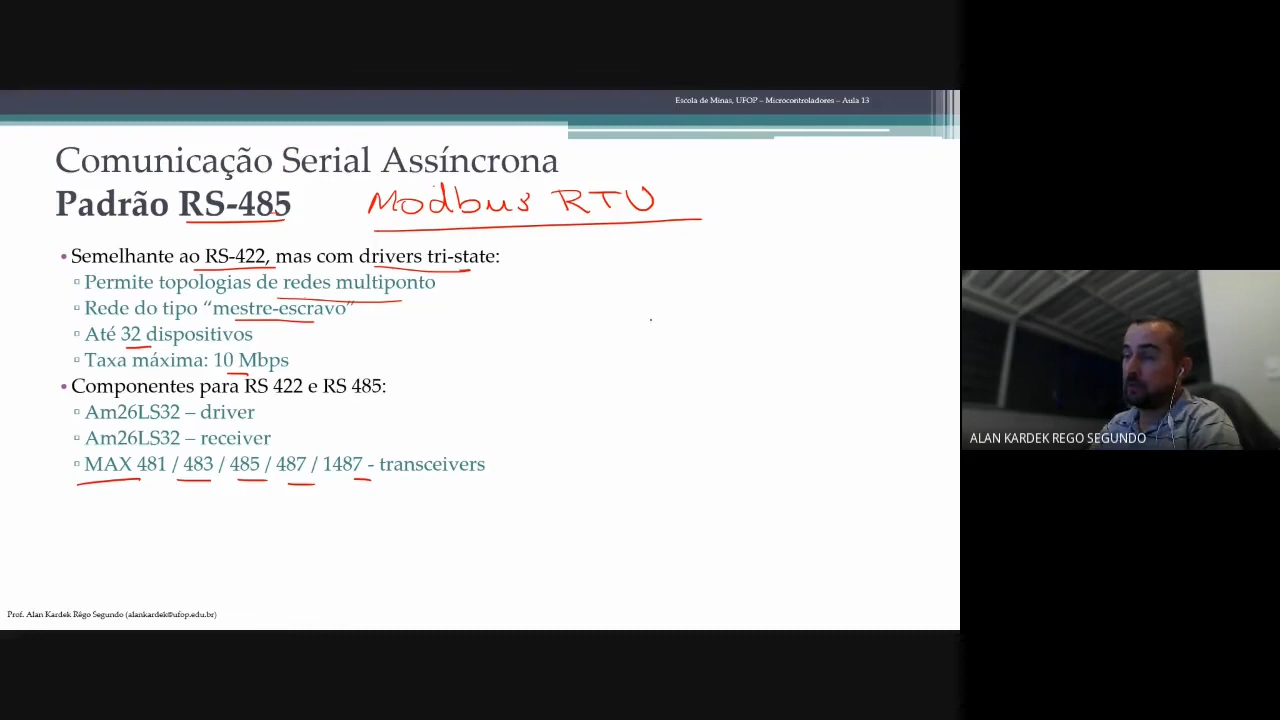 Escola de Minas, UFOP – Microcontroladores – Aula 13
Comunicação Serial Assíncrona
Padrão RS-485 Modbus RTU
• Semelhante ao RS-422, mas com drivers tri-state:
▫ Permite topologias de redes multiponto
▫ Rede do tipo “mestre-escravo”
▫ Até 32 dispositivos
▫ Taxa máxima: 10 Mbps
• Componentes para RS 422 e RS 485:
▫ Am26LS32 – driver
▫ Am26LS32 – receiver
▫ MAX 481 / 483 / 485 / 487 / 1487 - transceivers
Prof. Alan Kardek Rêgo Segundo (alankardek@ufop.edu.br)
ALAN KARDEK REGO SEGUNDO